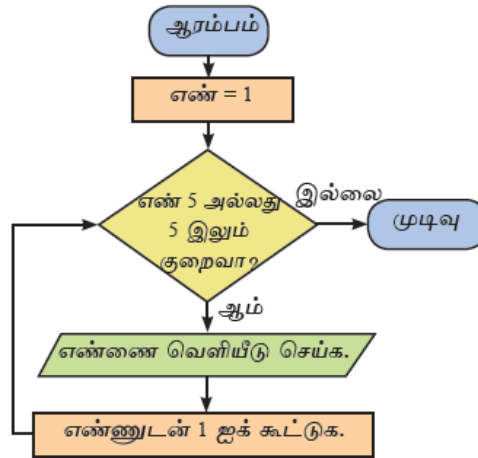 ஆரம்பம்
எண் = 1
எண் 5 அல்லது
5 இலும்
குறைவா?
இல்லை
முடிவு
ஆம்
எண்ணை வெளியீடு செய்க.
எண்ணுடன் 1 ஐக் கூட்டுக.